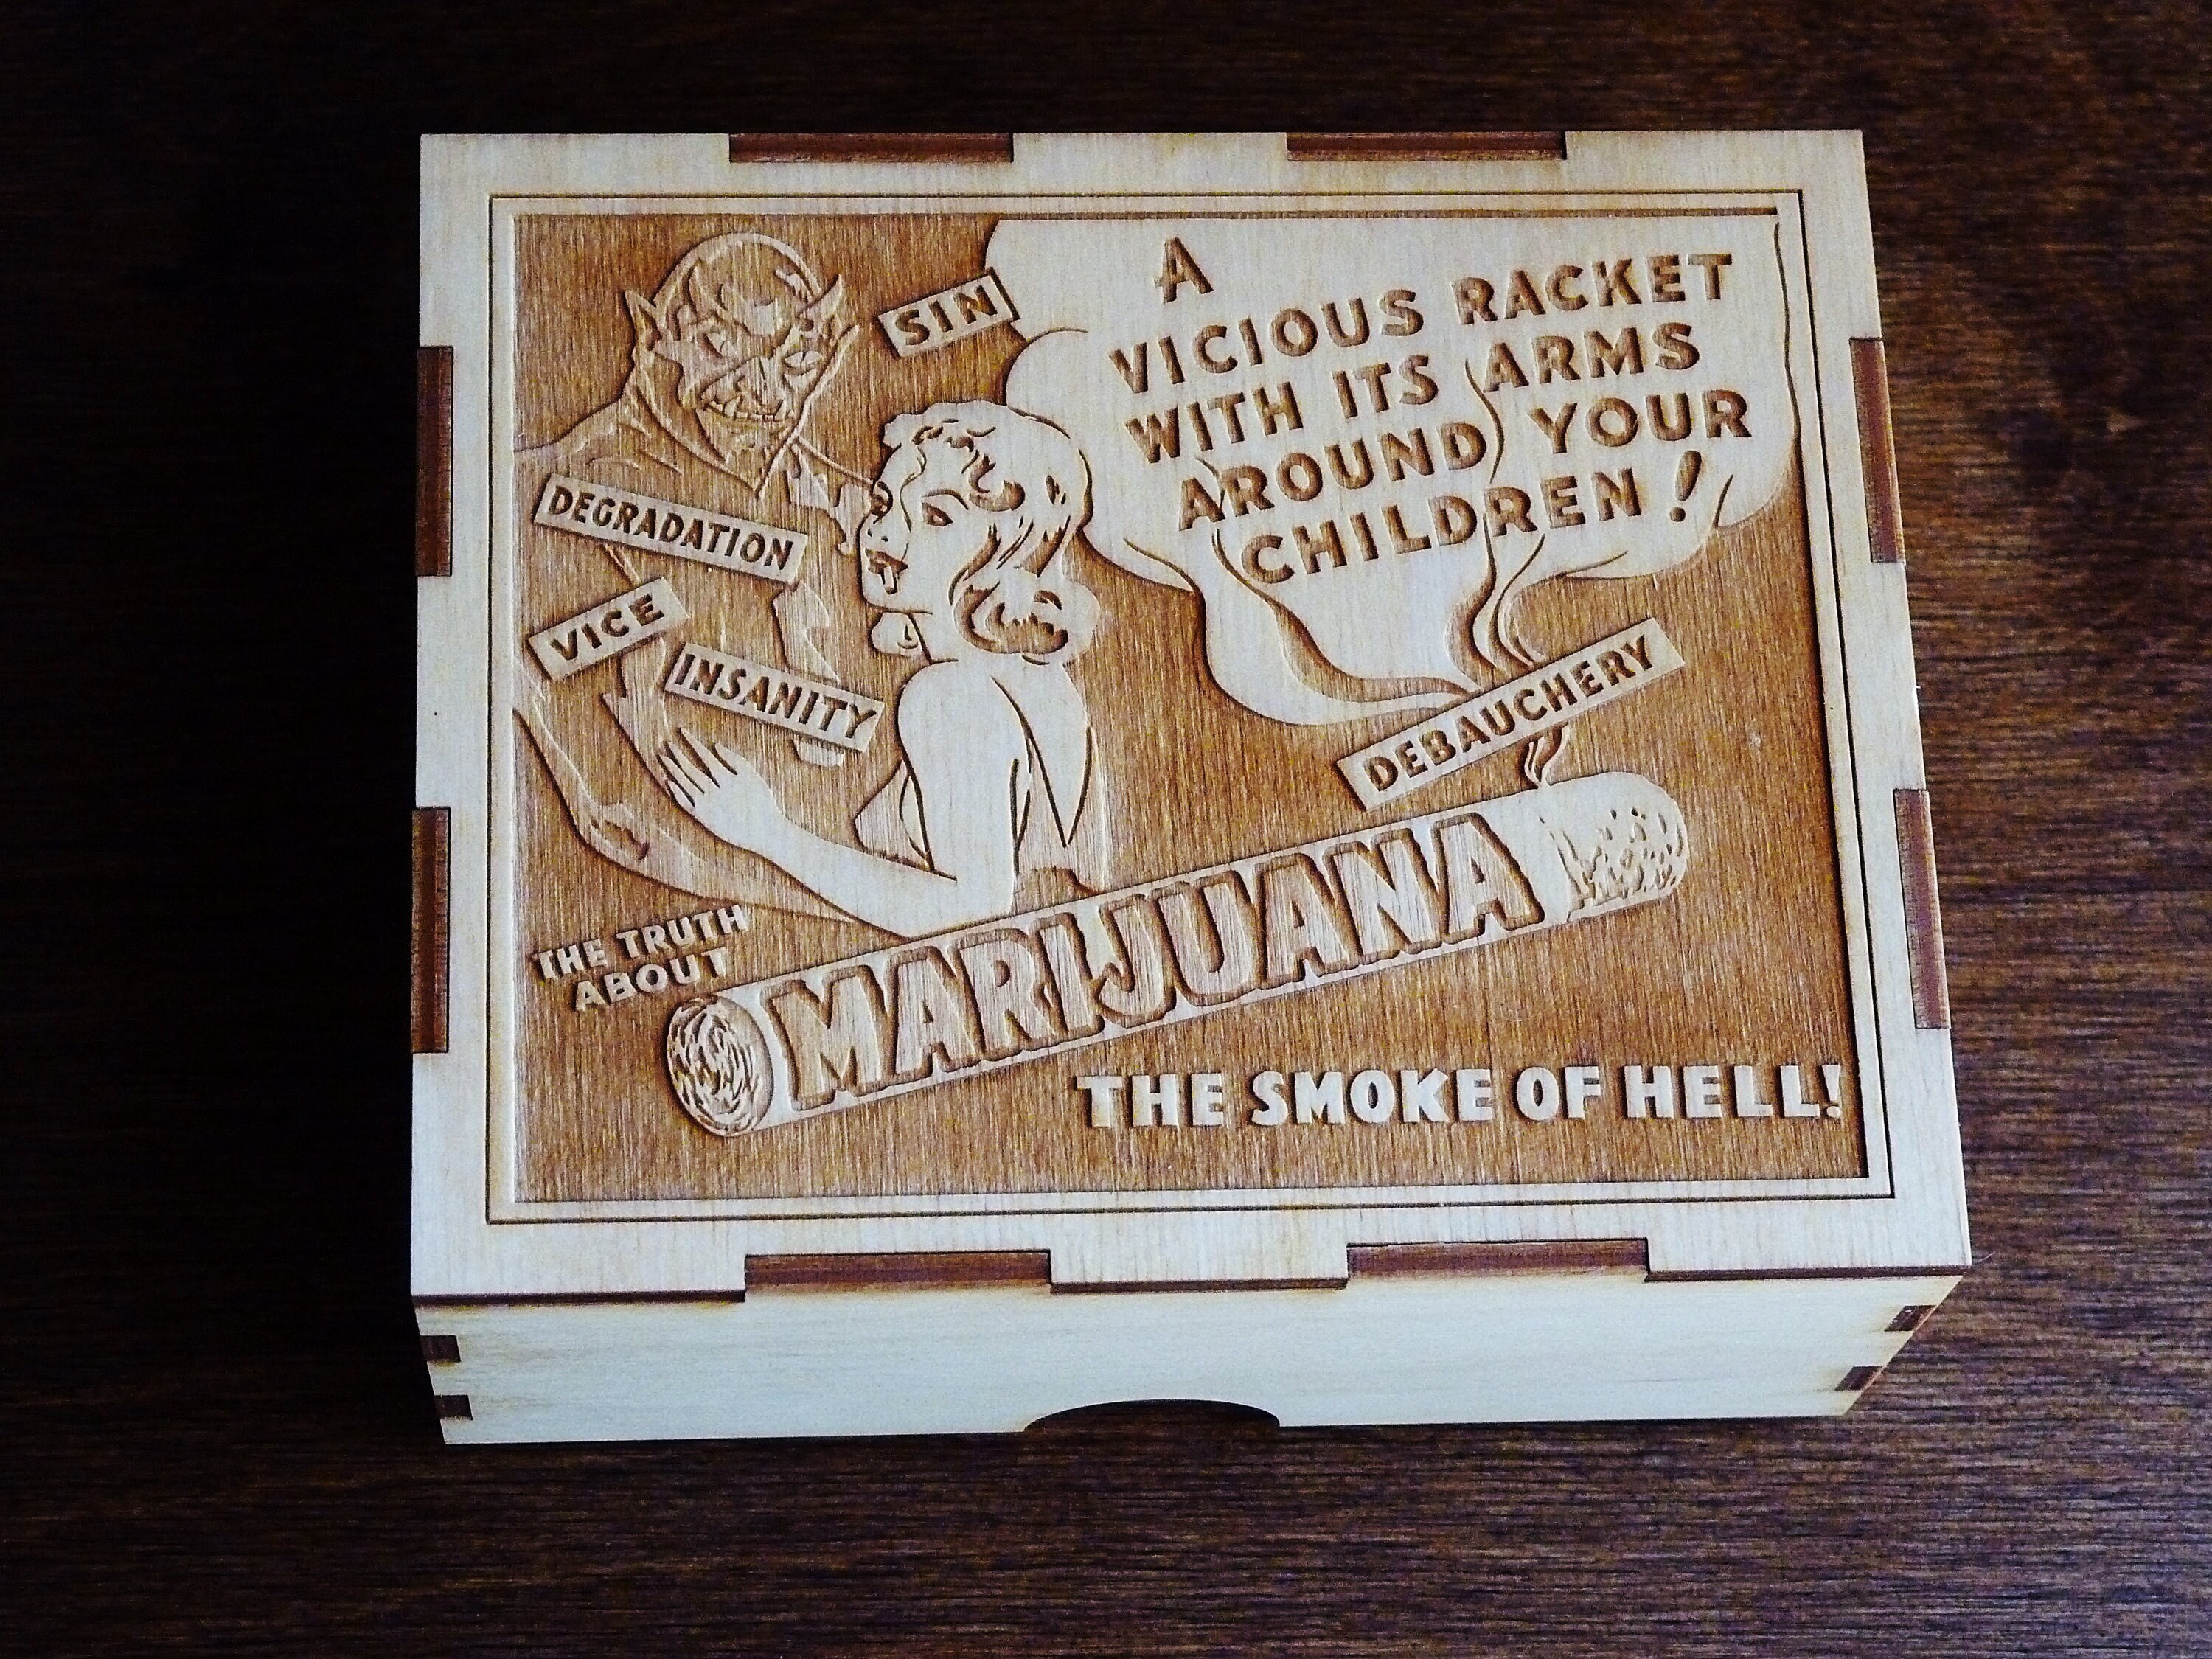 SIN
A
VICIOUS RACKET
WITH ITS ARMS
AROUND YOUR
CHILDREN!
DEGRADATION
VICE
INSANITY
DEBAUCHERY
THE TRUTH
ABOUT
MARIJUANA
THE SMOKE OF HELL!